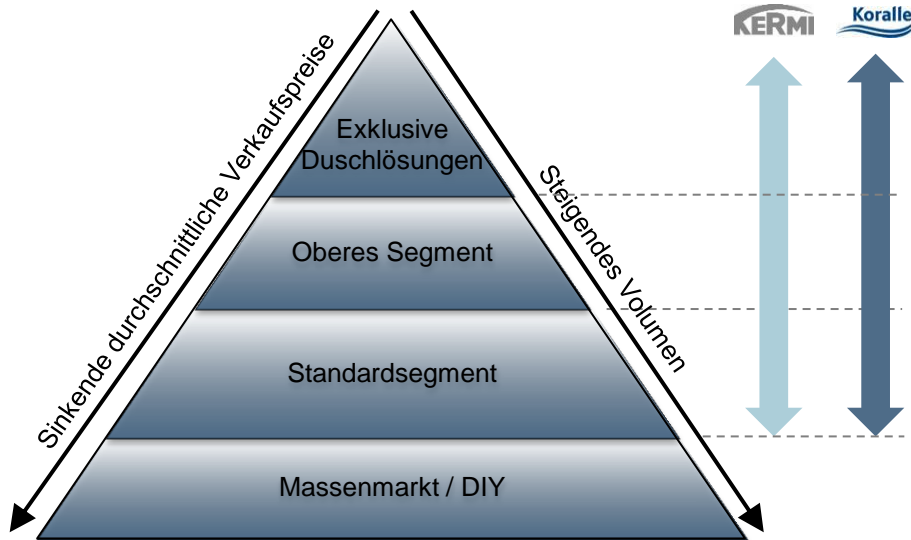 KERMI
Koralle
Sinkende durchschnittliche Verkaufspreise
Steigendes Volumen
Exklusive
Duschlösungen
Oberes Segment
Standardsegment
Massenmarkt / DIY